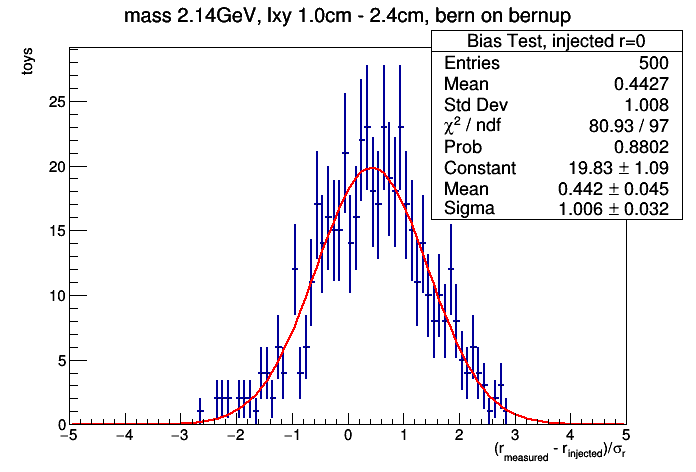 mass 2.14GeV, lxy 1.0cm - 2.4cm, bern on bernup
Bias Test, injected r=0
Entries 500
Mean 0.4427
Std Dev 1.008
χ² / ndf 80.93 / 97
Prob 0.8802
Constant 19.83 ± 1.09
Mean 0.442 ± 0.045
Sigma 1.006 ± 0.032
toys
25
20
15
10
5
0
−5 −4 −3 −2 −1 0 1 2 3 4 5
(r_measured - r_injected)/σ_r